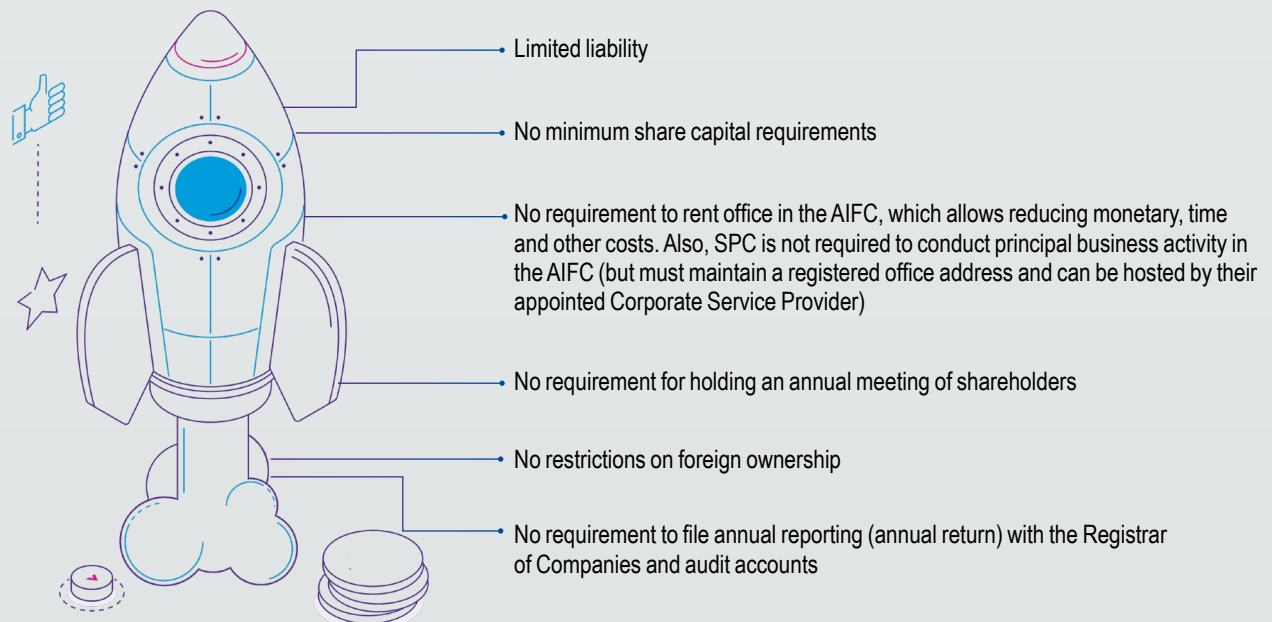 Limited liability
No minimum share capital requirements
No requirement to rent office in the AIFC, which allows reducing monetary, time
and other costs. Also, SPC is not required to conduct principal business activity in
the AIFC (but must maintain a registered office address and can be hosted by their
appointed Corporate Service Provider)
No requirement for holding an annual meeting of shareholders
No restrictions on foreign ownership
No requirement to file annual reporting (annual return) with the Registrar
of Companies and audit accounts